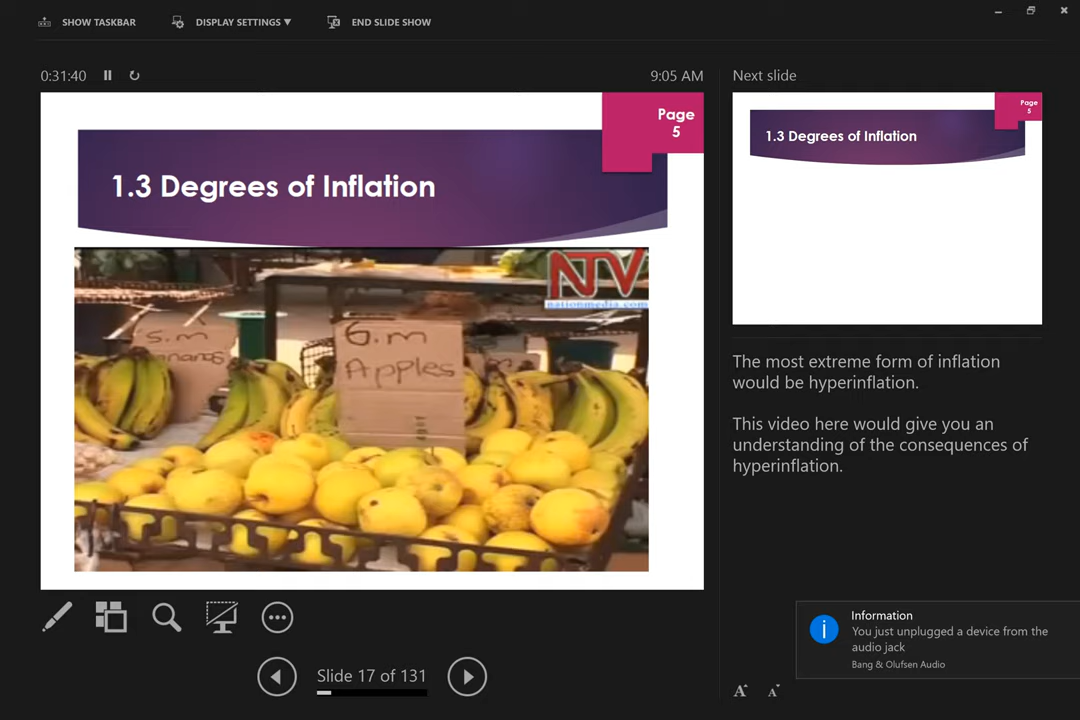 SHOW TASKBAR
DISPLAY SETTINGS ▼
END SLIDE SHOW
0:31:40
9:05 AM
Next slide
Page
5
1.3 Degrees of Inflation
NTV
nationmedia.com
5.m
6.m
Apples
Page
5
1.3 Degrees of Inflation
The most extreme form of inflation
would be hyperinflation.
This video here would give you an
understanding of the consequences of
hyperinflation.
Slide 17 of 131
Information
You just unplugged a device from the
audio jack
Bang & Olufsen Audio
A
A